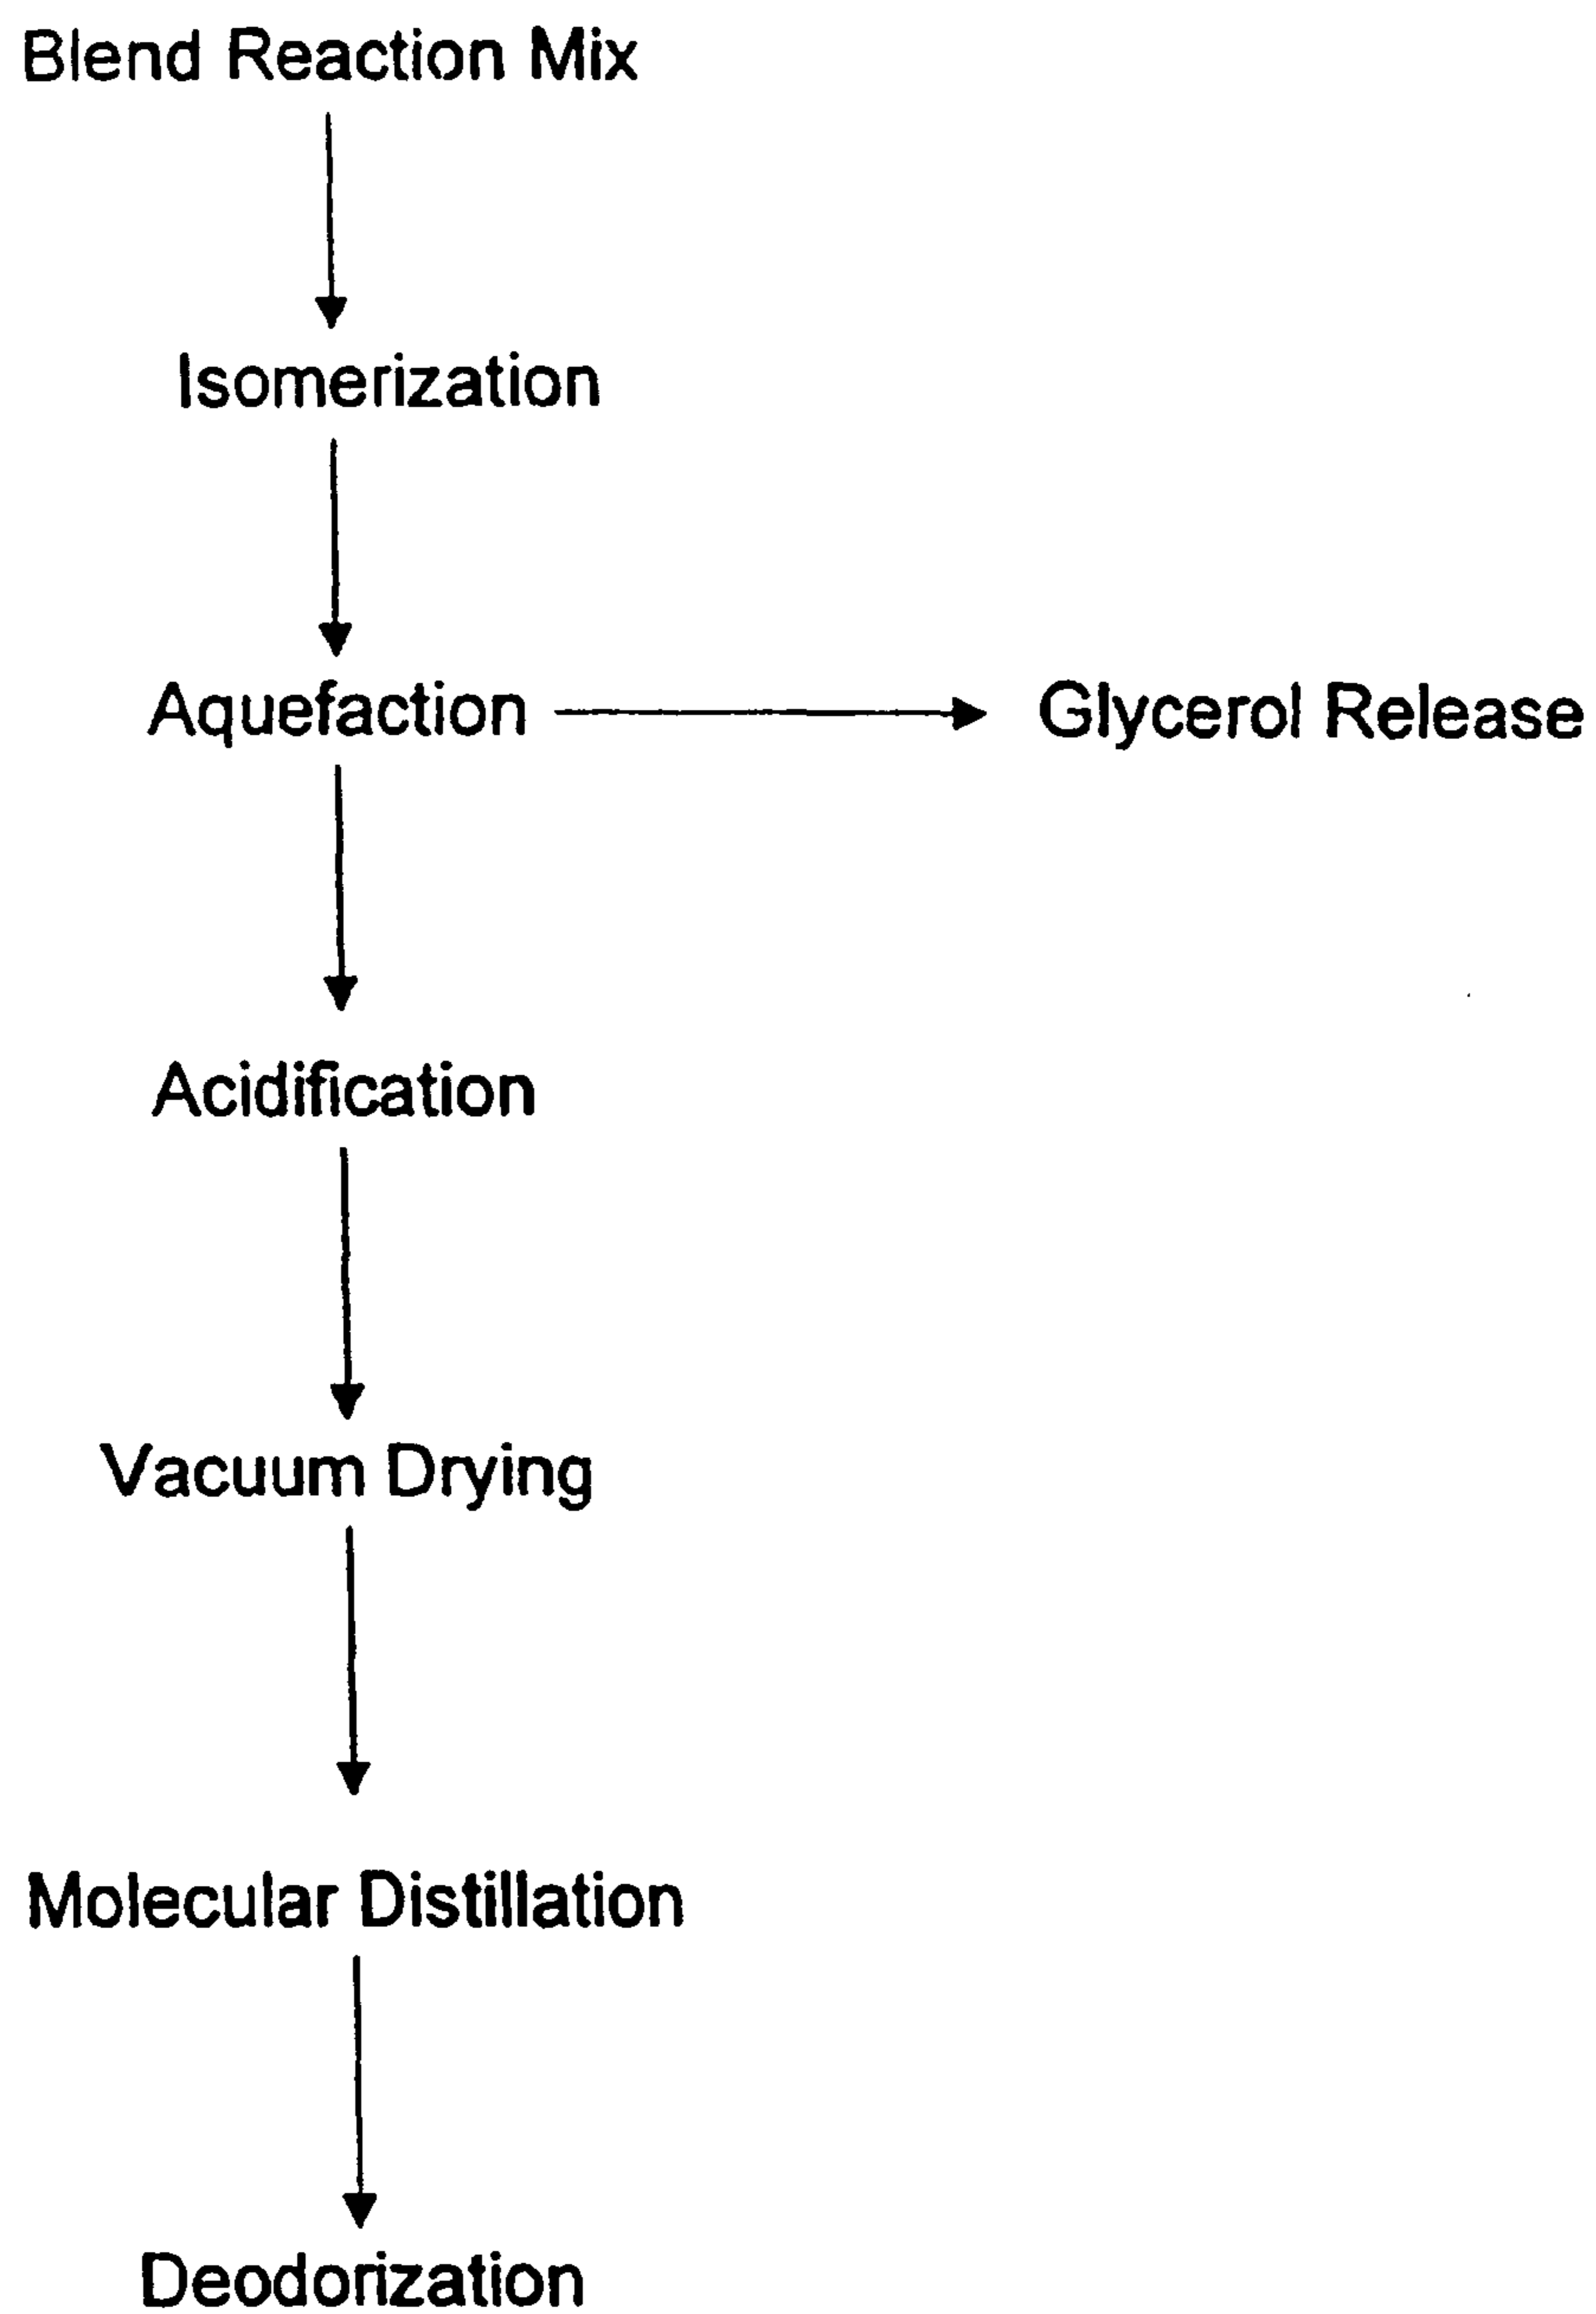 Blend Reaction Mix
Isomerization
Aquefaction
Glycerol Release
Acidification
Vacuum Drying
Molecular Distillation
Deodorization